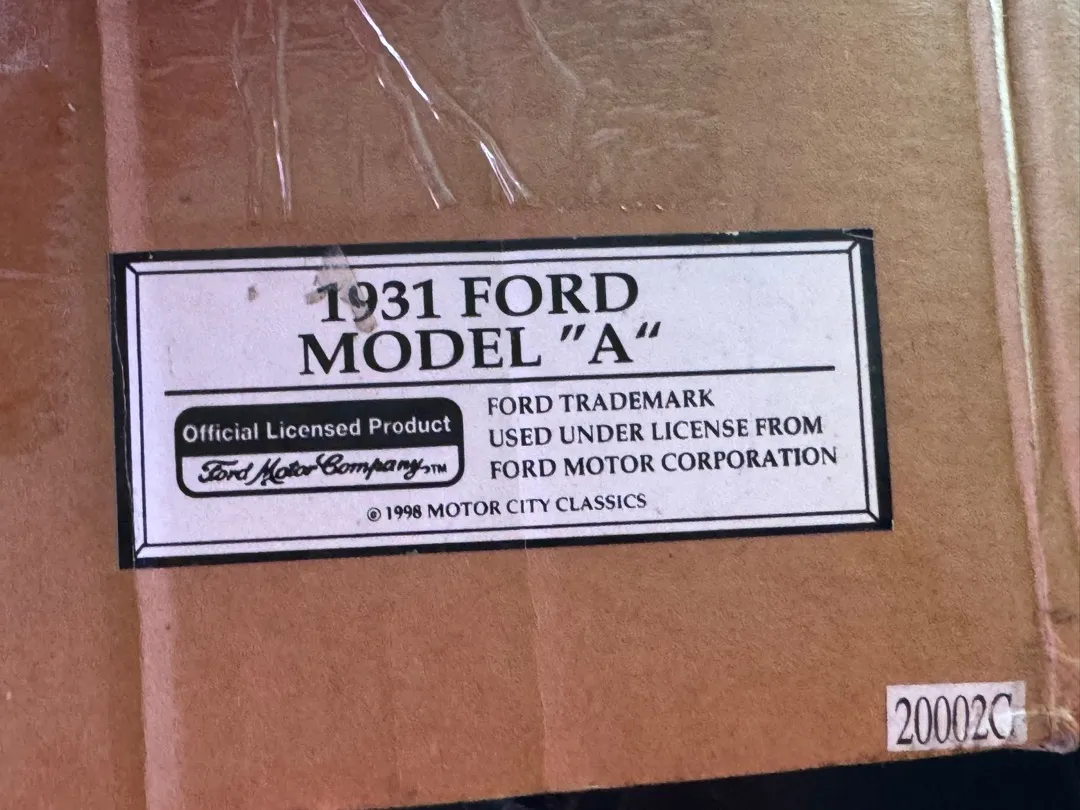 1931 FORD
MODEL "A"
Official Licensed Product
Ford Motor Company,™
FORD TRADEMARK
USED UNDER LICENSE FROM
FORD MOTOR CORPORATION
© 1998 MOTOR CITY CLASSICS
20002C